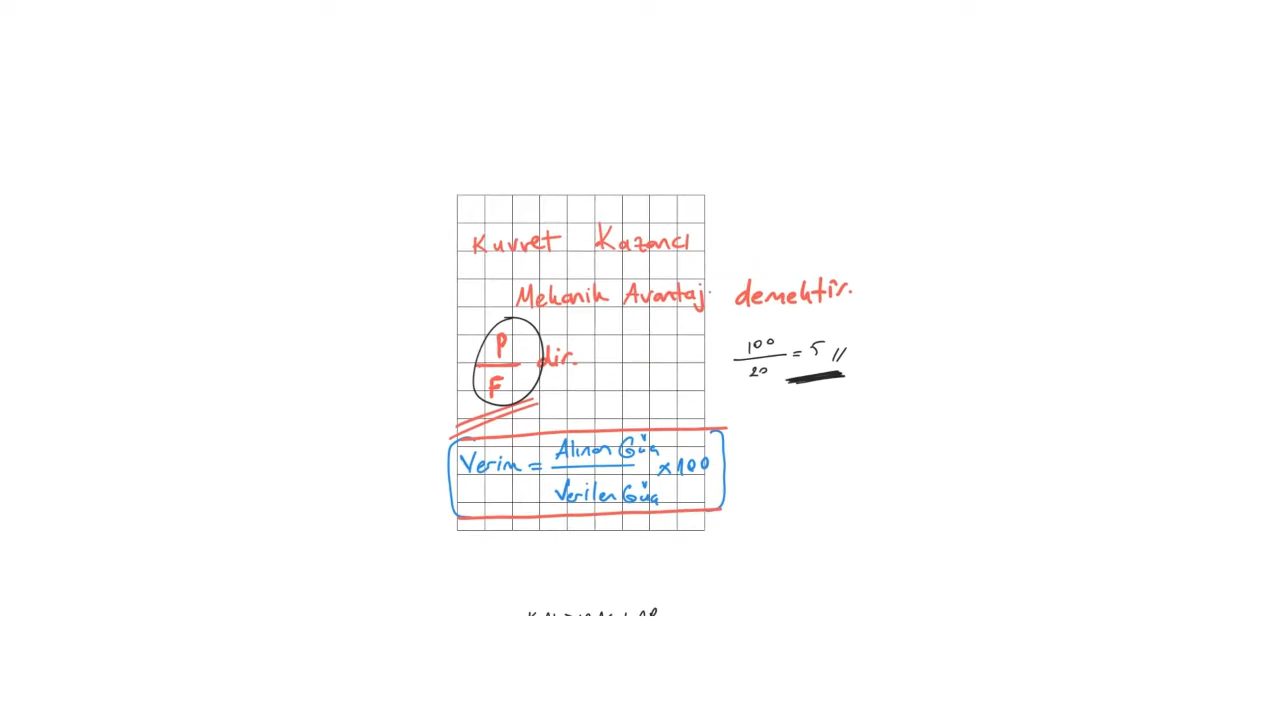 Kuvvet Kazancı
Mekanik Avantaj demektir.
P
F
dir.
100
20
= 5 //
Verim = Alınan Güç
Verilen Güç
x100